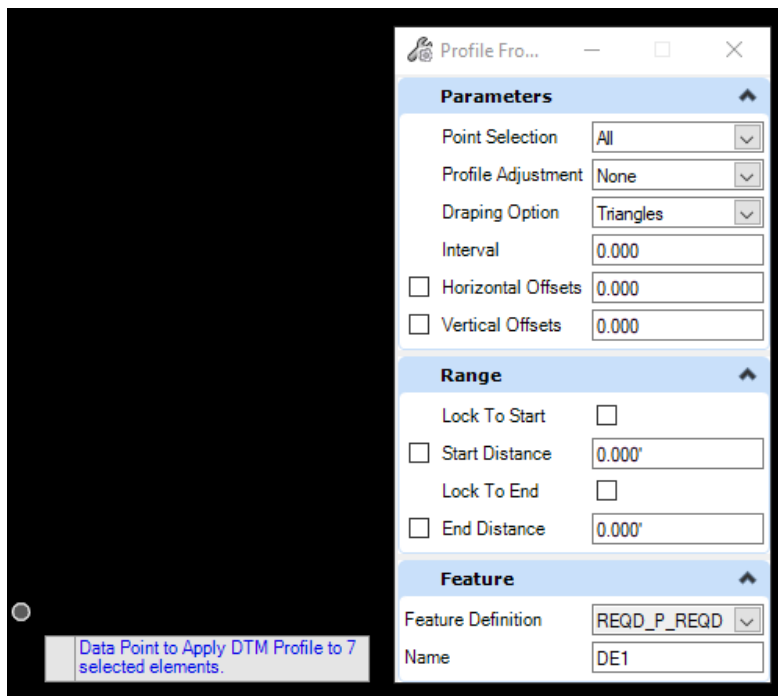 Profile Fro...
Parameters
Point Selection All
Profile Adjustment None
Draping Option Triangles
Interval 0.000
Horizontal Offsets 0.000
Vertical Offsets 0.000
Range
Lock To Start
Start Distance 0.000'
Lock To End
End Distance 0.000'
Feature
Feature Definition REQD_P_REQD
Name DE1
Data Point to Apply DTM Profile to 7
selected elements.